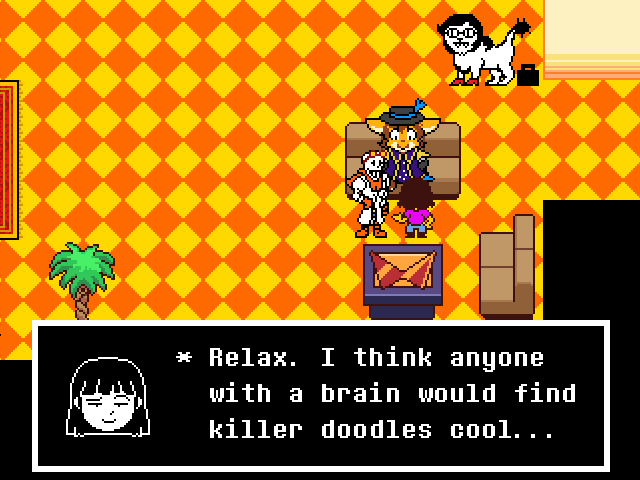 * Relax. I think anyone
with a brain would find
killer doodles cool...